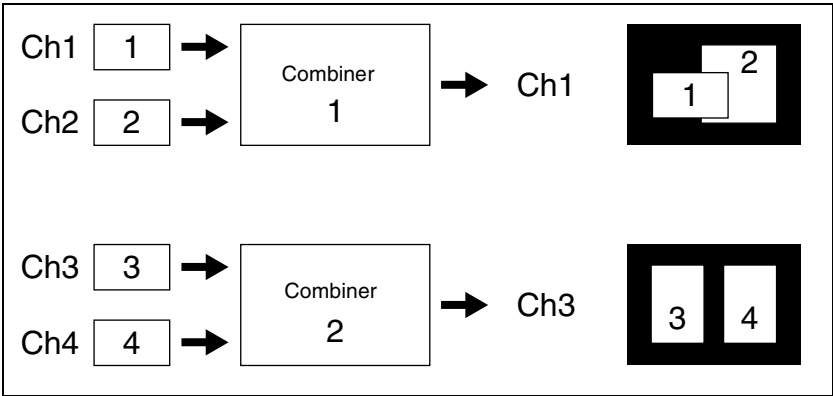 Ch1 1 Combiner 1 Ch1 1 2
Ch2 2
Ch3 3 Combiner 2 Ch3 3 4
Ch4 4